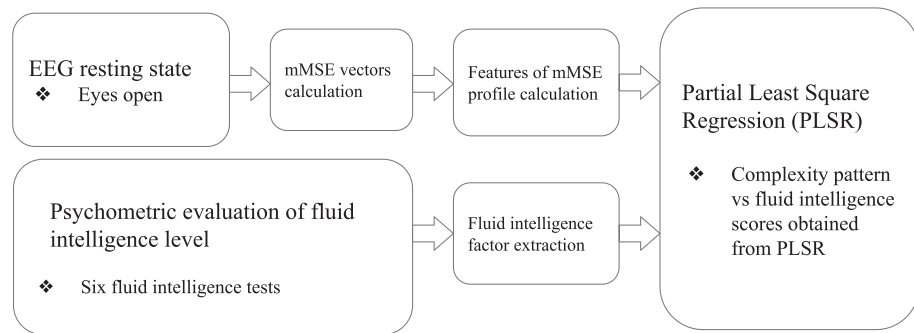 EEG resting state
❖ Eyes open
mMSE vectors
calculation
Features of mMSE
profile calculation
Psychometric evaluation of fluid
intelligence level
❖ Six fluid intelligence tests
Fluid intelligence
factor extraction
Partial Least Square
Regression (PLSR)
❖ Complexity pattern
vs fluid intelligence
scores obtained
from PLSR